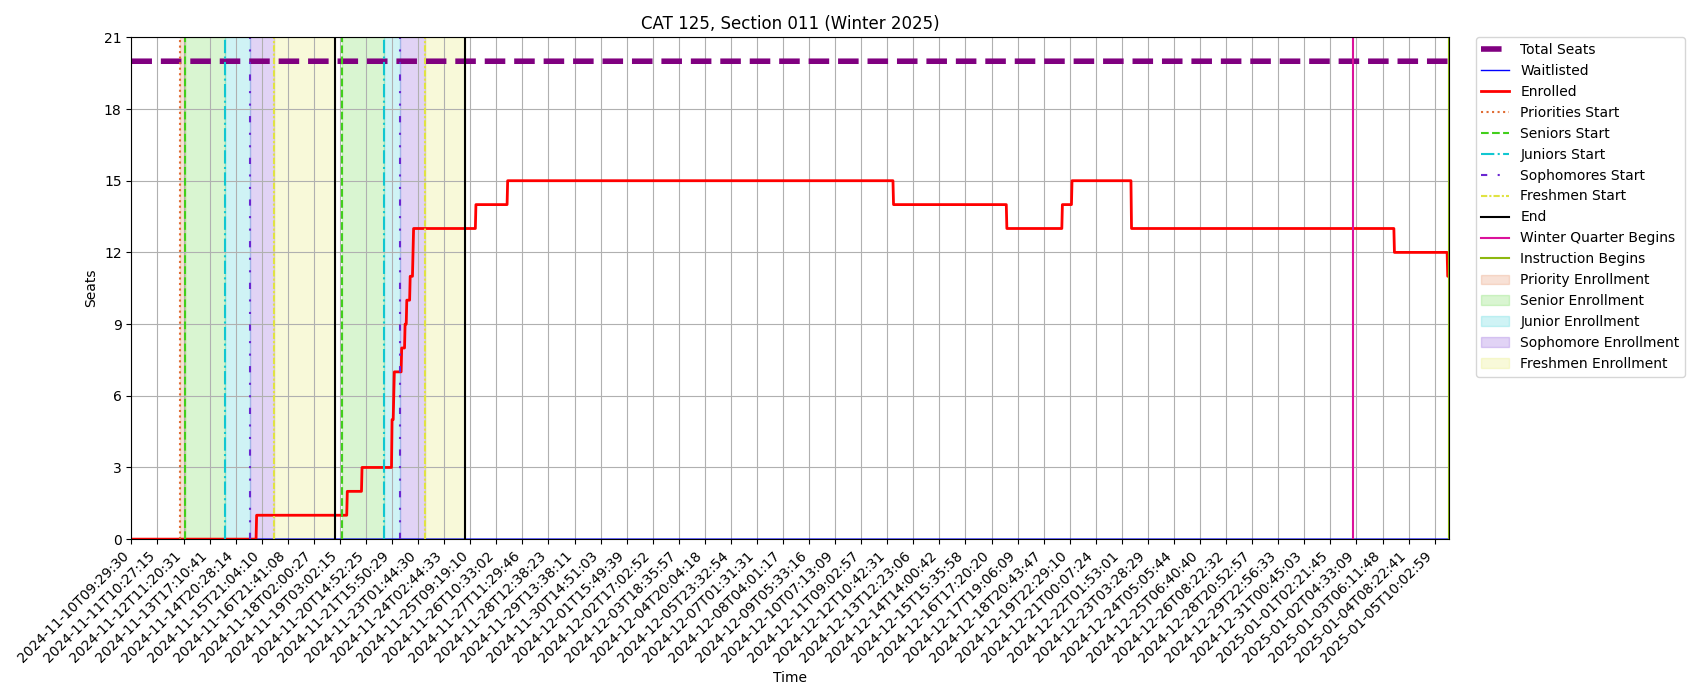 CAT 125, Section 011 (Winter 2025)
Seats
21
18
15
12
9
6
3
0
2024-11-10T09:29:30
2024-11-11T10:27:15
2024-11-12T11:20:31
2024-11-13T17:10:41
2024-11-14T20:28:14
2024-11-15T21:04:10
2024-11-16T21:41:08
2024-11-18T02:00:27
2024-11-19T03:02:15
2024-11-20T14:52:25
2024-11-21T15:50:29
2024-11-23T01:44:30
2024-11-24T02:44:33
2024-11-25T09:19:10
2024-11-26T10:33:02
2024-11-27T11:29:46
2024-11-28T12:38:23
2024-11-29T13:38:11
2024-11-30T14:51:03
2024-12-01T15:49:39
2024-12-02T17:02:52
2024-12-03T18:35:57
2024-12-04T20:04:18
2024-12-05T23:32:54
2024-12-07T01:31:31
2024-12-08T04:01:17
2024-12-09T05:33:16
2024-12-10T07:13:09
2024-12-11T09:02:57
2024-12-12T10:42:31
2024-12-13T12:23:06
2024-12-14T14:00:42
2024-12-15T15:35:58
2024-12-16T17:20:20
2024-12-17T19:06:09
2024-12-18T20:43:47
2024-12-19T22:29:10
2024-12-21T00:07:24
2024-12-22T01:53:01
2024-12-23T03:28:29
2024-12-24T05:05:44
2024-12-25T06:40:40
2024-12-26T08:22:32
2024-12-28T20:52:57
2024-12-29T22:56:33
2024-12-31T00:45:03
2025-01-01T02:21:45
2025-01-02T04:33:09
2025-01-03T06:11:48
2025-01-04T08:22:41
2025-01-05T10:02:59
Time
Total Seats
Waitlisted
Enrolled
Priorities Start
Seniors Start
Juniors Start
Sophomores Start
Freshmen Start
End
Winter Quarter Begins
Instruction Begins
Priority Enrollment
Senior Enrollment
Junior Enrollment
Sophomore Enrollment
Freshmen Enrollment